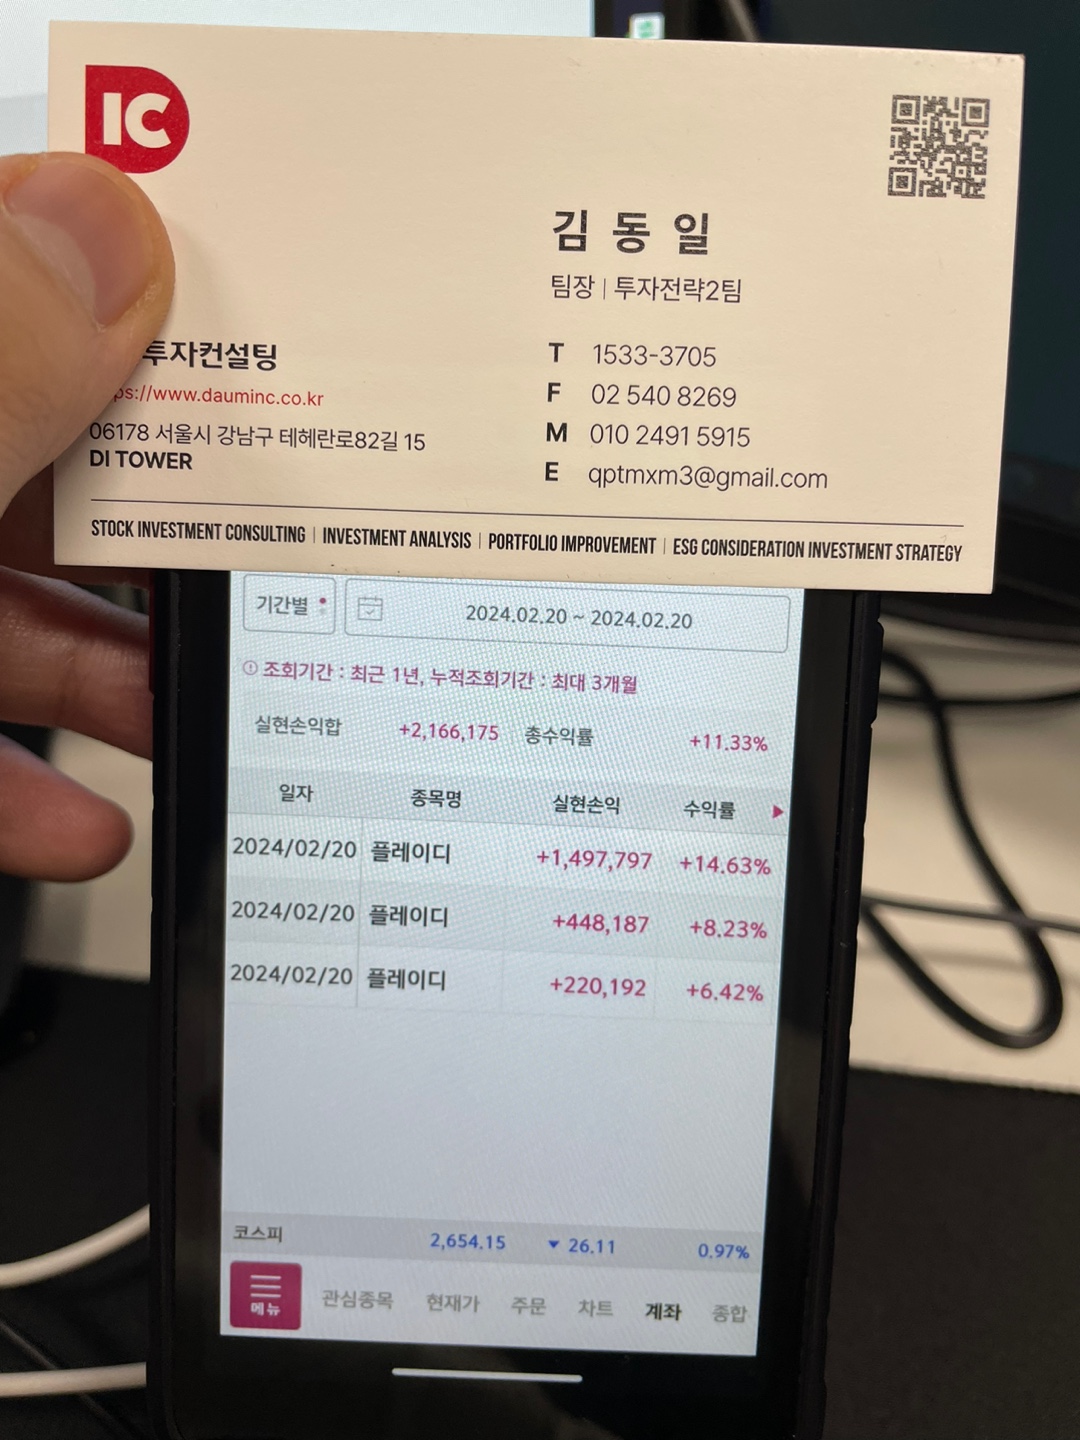 IC
김동일
팀장 | 투자전략2팀
투자컨설팅
ps://www.dauminc.co.kr
06178 서울시 강남구 테헤란로82길 15
DI TOWER
T 1533-3705
F 02 540 8269
M 010 2491 5915
E qptmxm3@gmail.com
STOCK INVESTMENT CONSULTING | INVESTMENT ANALYSIS | PORTFOLIO IMPROVEMENT | ESG CONSIDERATION INVESTMENT STRATEGY
기간별 2024.02.20 ~ 2024.02.20
조회기간 : 최근 1년, 누적조회기간 : 최대 3개월
실현손익합 +2,166,175 총수익률 +11.33%
일자 종목명 실현손익 수익률
2024/02/20 플레이디 +1,497,797 +14.63%
2024/02/20 플레이디 +448,187 +8.23%
2024/02/20 플레이디 +220,192 +6.42%
코스피 2,654.15 ▼ 26.11 0.97%
메뉴 관심종목 현재가 주문 차트 계좌 종합